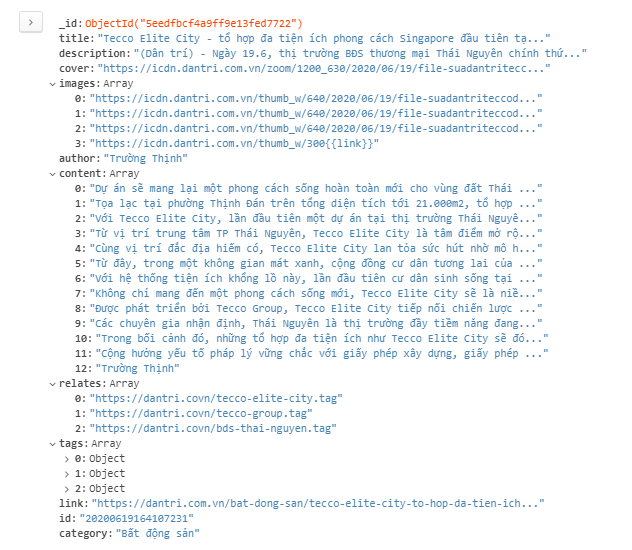 _id: ObjectId("5eedfbcf4a9ff9e13fed7722")
title: "Tecco Elite City - tổ hợp đa tiện ích phong cách Singapore đầu tiên tạ..."
description: "(Dân trí) - Ngày 19.6, thị trường BĐS thương mại Thái Nguyên chính thứ..."
cover: "https://icdn.dantri.com.vn/zoom/1200_630/2020/06/19/file-suadantritecc..."
images: Array
0: "https://icdn.dantri.com.vn/thumb_w/640/2020/06/19/file-suadantriteccod..."
1: "https://icdn.dantri.com.vn/thumb_w/640/2020/06/19/file-suadantriteccod..."
2: "https://icdn.dantri.com.vn/thumb_w/640/2020/06/19/file-suadantriteccod..."
3: "https://icdn.dantri.com.vn/thumb_w/300{{link}}"
author: "Trường Thịnh"
content: Array
0: "Dự án sẽ mang lại một phong cách sống hoàn toàn mới cho vùng đất Thái ..."
1: "Tọa lạc tại phường Thịnh Đán trên tổng diện tích tới 21.000m2, tổ hợp ..."
2: "Với Tecco Elite City, lần đầu tiên một dự án tại thị trường Thái Nguyê..."
3: "Từ vị trí trung tâm TP Thái Nguyên, Tecco Elite City là tâm điểm mở rộ..."
4: "Cùng vị trí đắc địa hiếm có, Tecco Elite City lan tỏa sức hút nhờ mô h..."
5: "Từ đây, trong một không gian mát xanh, cộng đồng cư dân tương lai của ..."
6: "Với hệ thống tiện ích khổng lồ này, lần đầu tiên cư dân sinh sống tại ..."
7: "Không chỉ mang đến một phong cách sống mới, Tecco Elite City sẽ là niề..."
8: "Được phát triển bởi Tecco Group, Tecco Elite City tiếp nối chiến lược ..."
9: "Các chuyên gia nhận định, Thái Nguyên là thị trường đầy tiềm năng đang..."
10: "Trong bối cảnh đó, những tổ hợp đa tiện ích như Tecco Elite City sẽ đó..."
11: "Cộng hưởng yếu tố pháp lý vững chắc với giấy phép xây dựng, giấy phép ..."
12: "Trường Thịnh"
relates: Array
0: "https://dantri.covn/tecco-elite-city.tag"
1: "https://dantri.covn/tecco-group.tag"
2: "https://dantri.covn/bds-thai-nguyen.tag"
tags: Array
0: Object
1: Object
2: Object
link: "https://dantri.com.vn/bat-dong-san/tecco-elite-city-to-hop-da-tien-ich..."
id: "20200619164107231"
category: "Bất động sản"